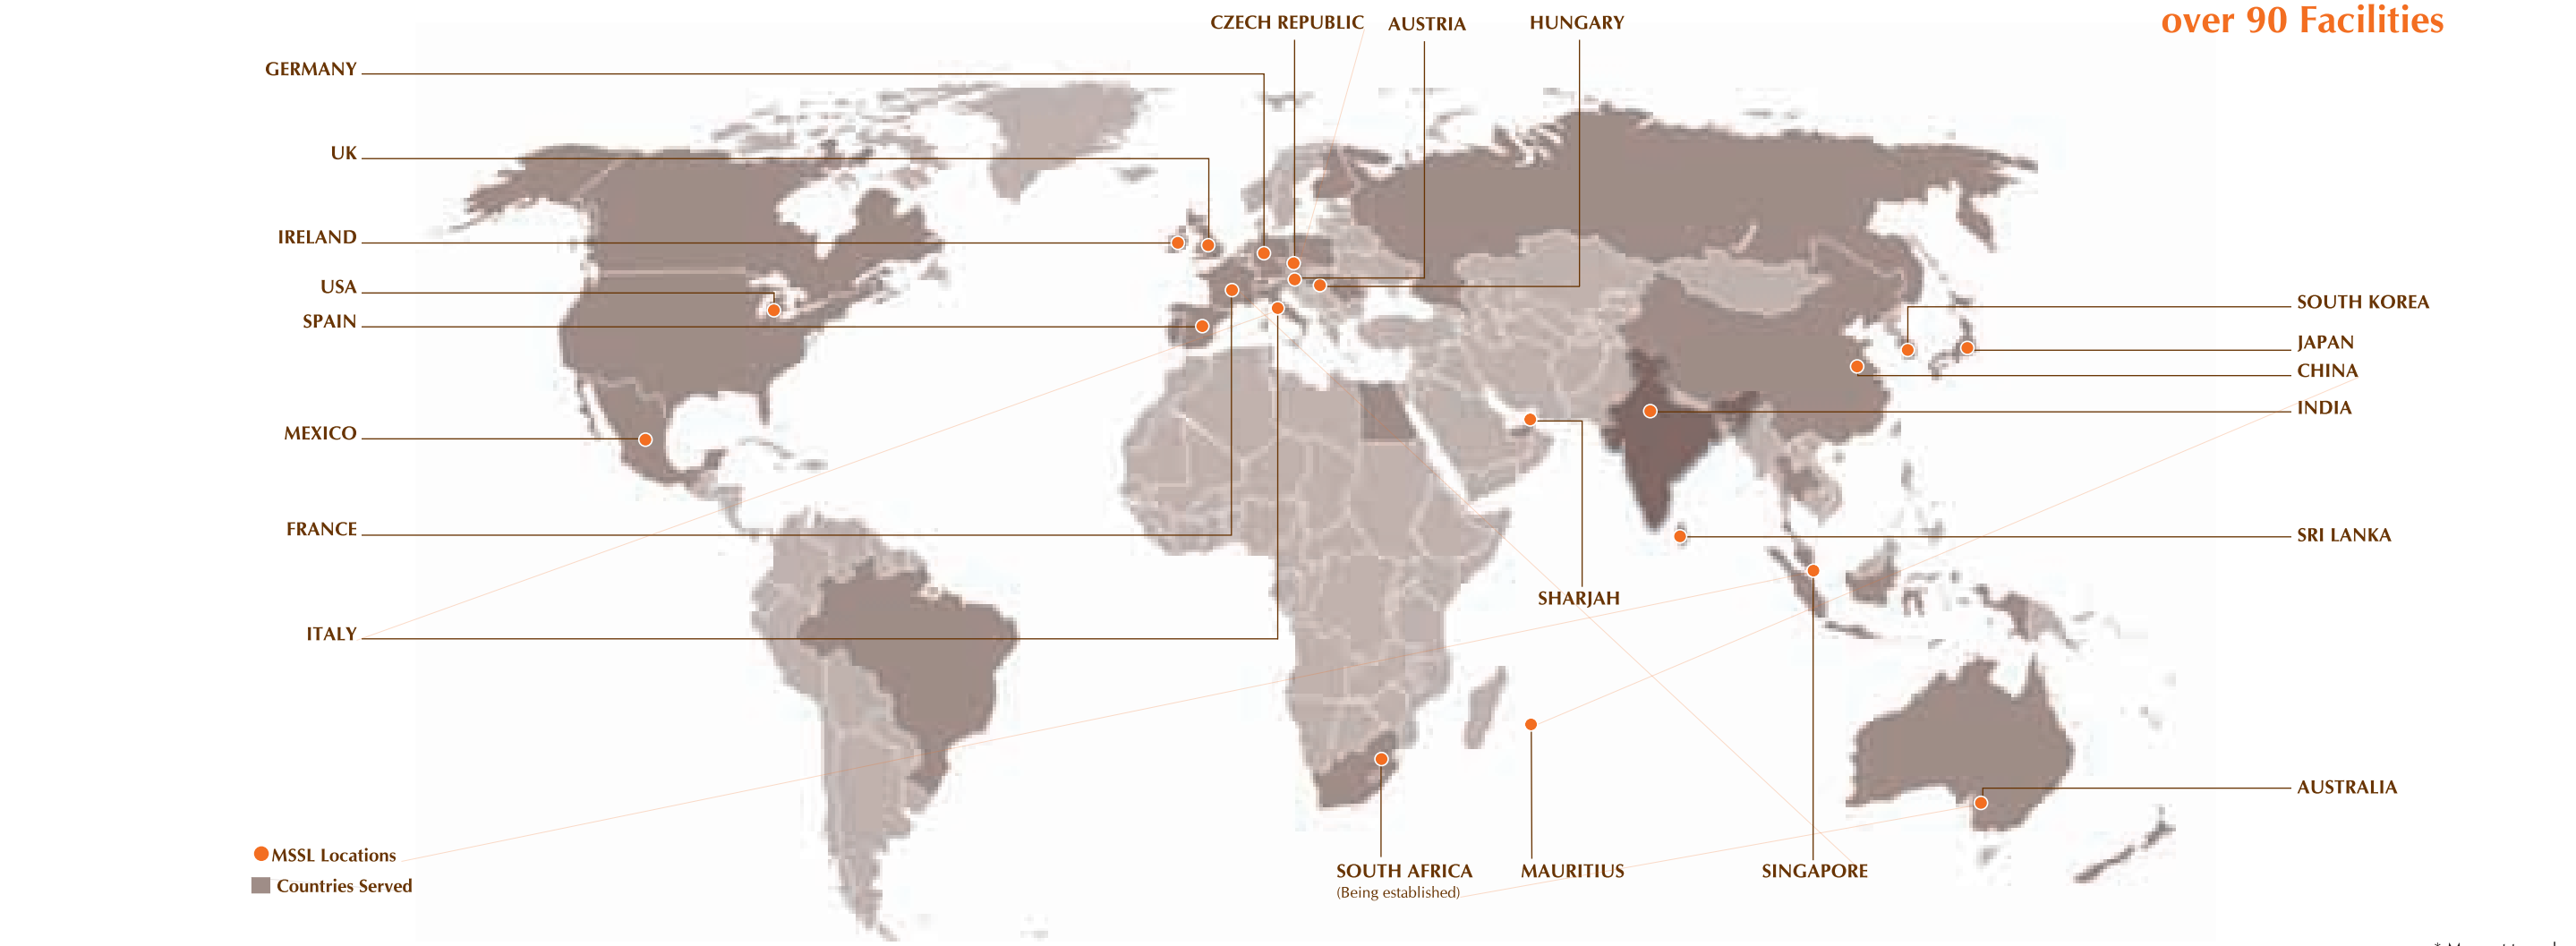 over 90 Facilities
CZECH REPUBLIC
AUSTRIA
HUNGARY
GERMANY
UK
IRELAND
USA
SPAIN
MEXICO
FRANCE
ITALY
SOUTH KOREA
JAPAN
CHINA
INDIA
SRI LANKA
SHARJAH
AUSTRALIA
MSSL Locations
Countries Served
SOUTH AFRICA
(Being established)
MAURITIUS
SINGAPORE